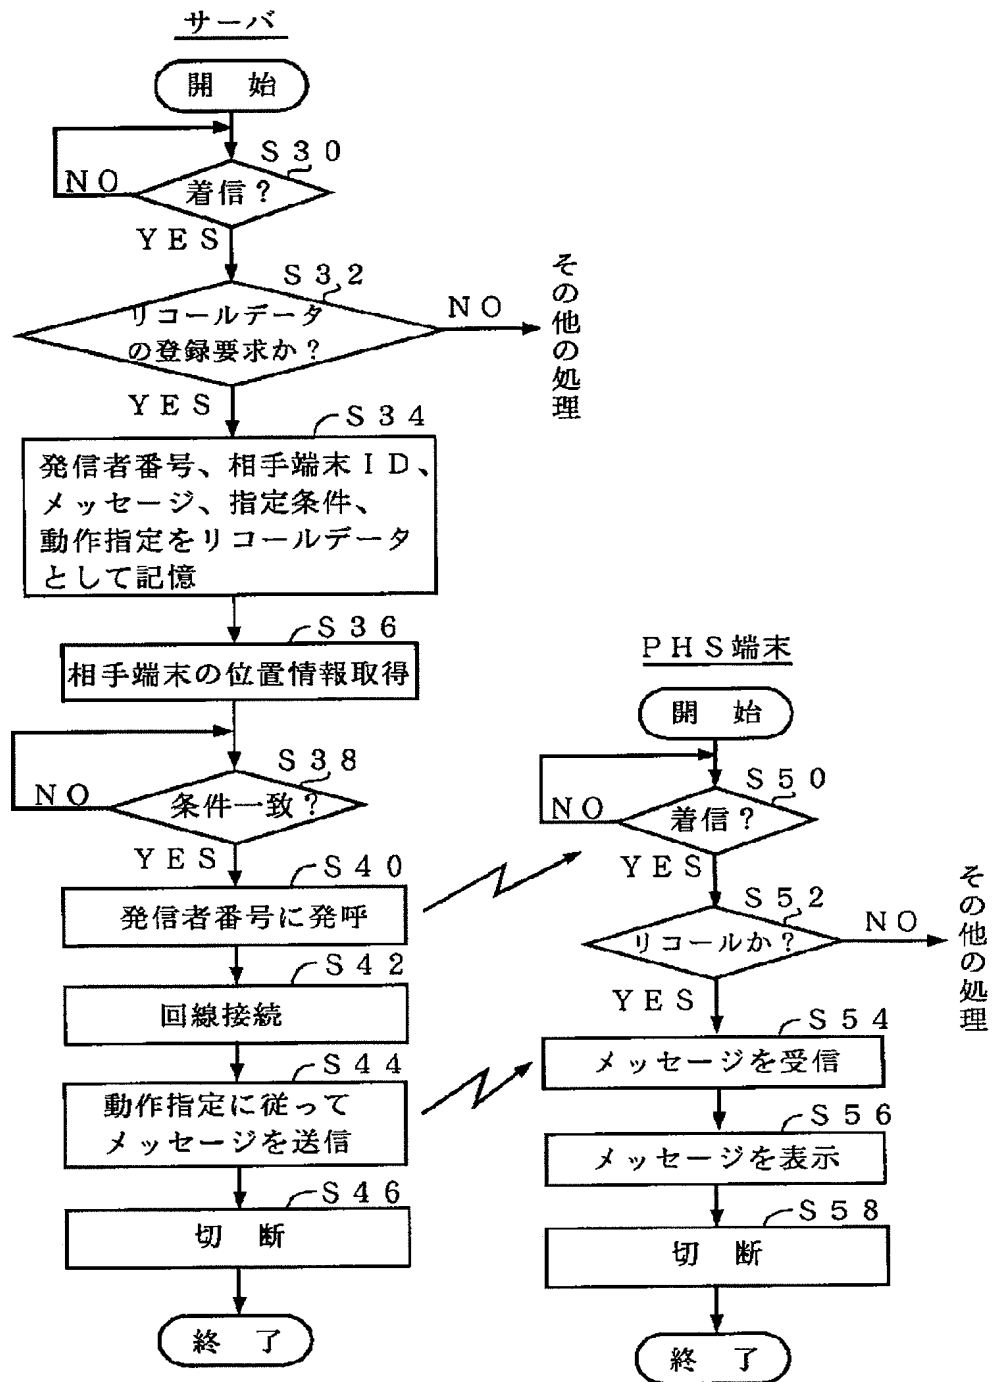 サーバ
開 始
S30
着信?
NO
YES
S32
リコールデータ
の登録要求か?
NO
その他の処理
YES
S34
発信者番号、相手端末ID、
メッセージ、指定条件、
動作指定をリコールデータ
として記憶
S36
相手端末の位置情報取得
S38
条件一致?
NO
YES
S40
発信者番号に発呼
S42
回線接続
S44
動作指定に従って
メッセージを送信
S46
切 断
終 了
PHS端末
開 始
S50
着信?
NO
YES
S52
リコールか?
NO
その他の処理
YES
S54
メッセージを受信
S56
メッセージを表示
S58
切 断
終 了